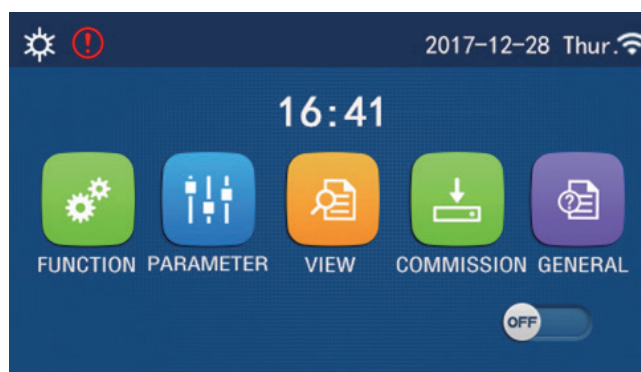 2017-12-28 Thur.
16:41
FUNCTION PARAMETER VIEW COMMISSION GENERAL
OFF